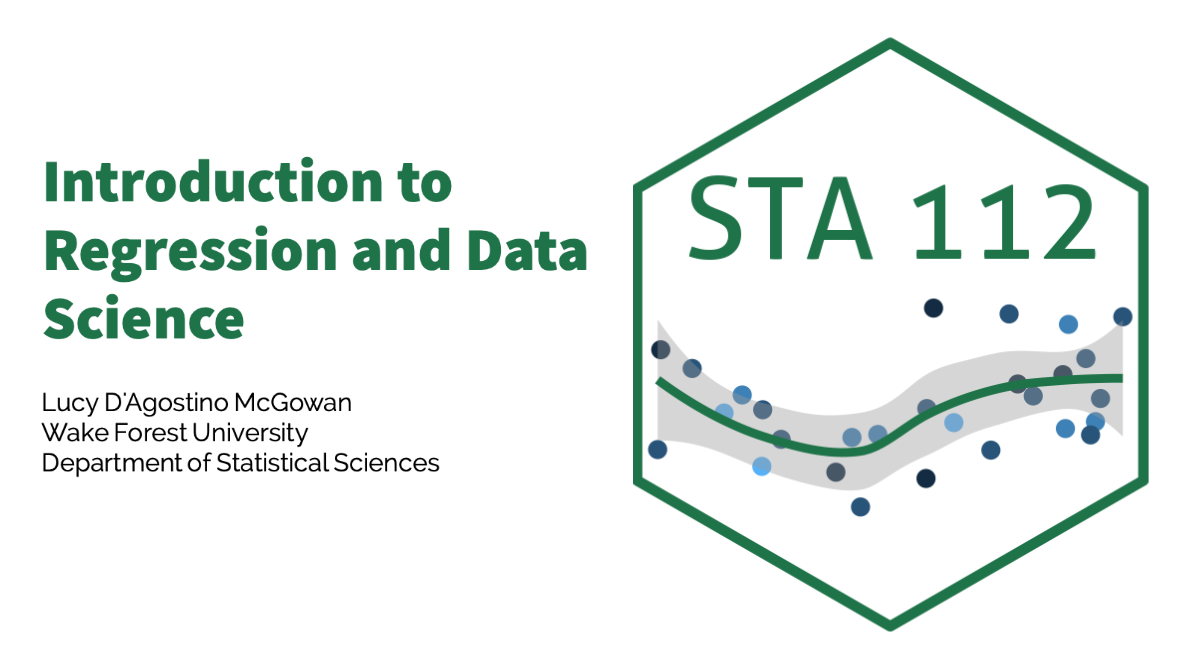 Introduction to
Regression and Data
Science
Lucy D'Agostino McGowan
Wake Forest University
Department of Statistical Sciences
STA 112